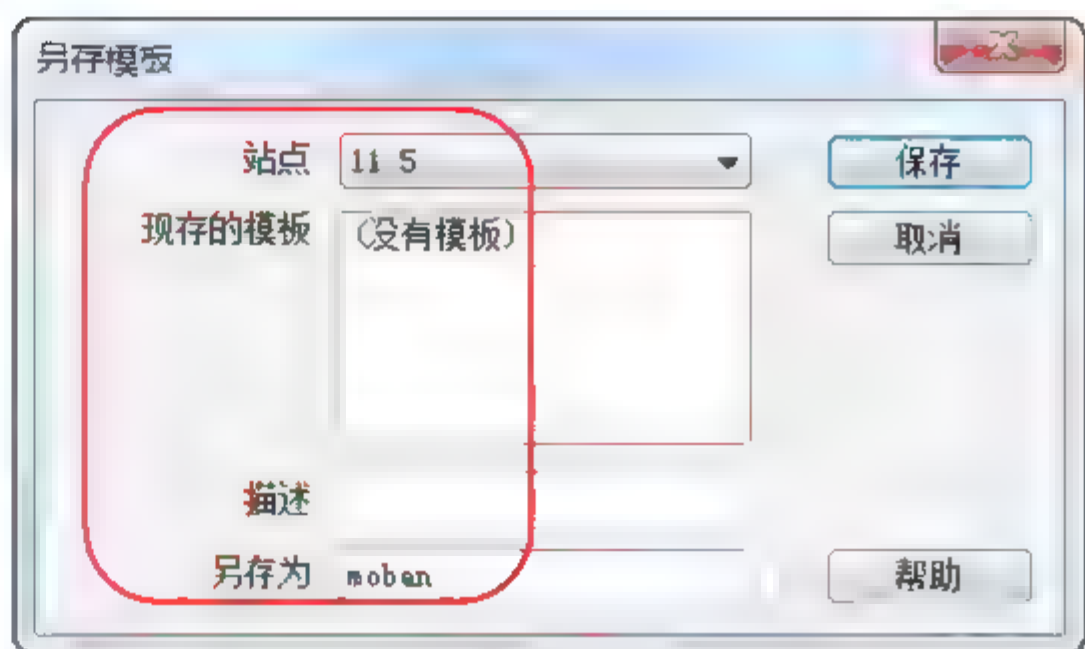 另存模板
站点 11 5 保存
现存的模板 (没有模板) 取消
描述
另存为 moban 帮助